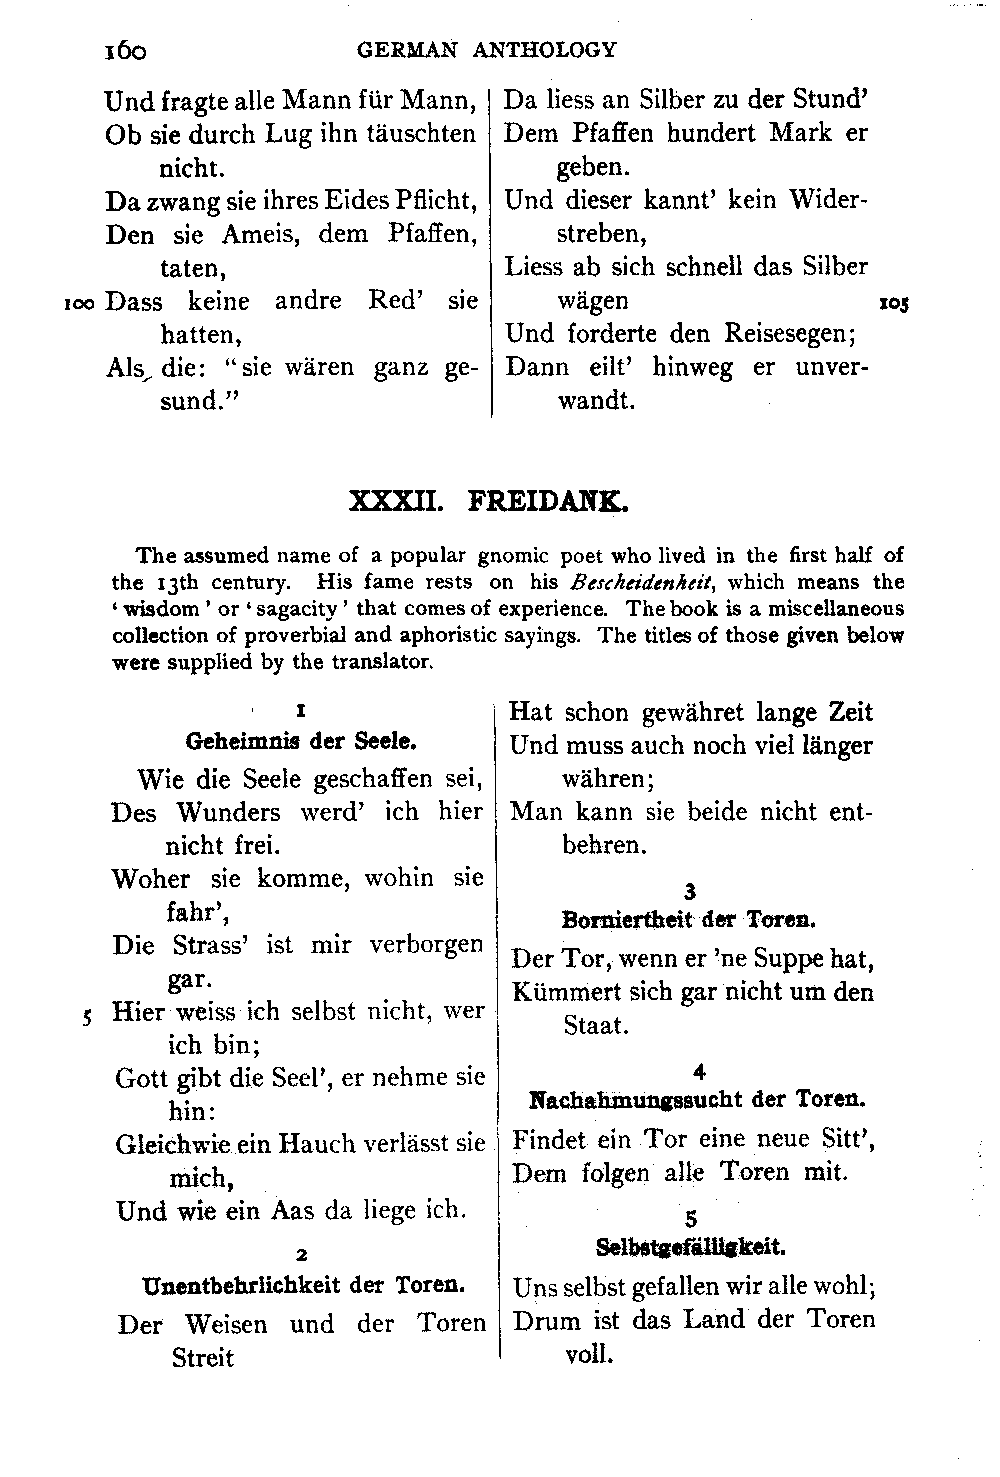 160 GERMAN ANTHOLOGY
Und fragte alle Mann für Mann,
Ob sie durch Lug ihn täuschten
nicht.
Da zwang sie ihres Eides Pflicht,
Den sie Ameis, dem Pfaffen,
taten,
100 Dass keine andre Red' sie
hatten,
Als, die: "sie wären ganz ge-
sund."
Da liess an Silber zu der Stund'
Dem Pfaffen hundert Mark er
geben.
Und dieser kannt' kein Wider-
streben,
Liess ab sich schnell das Silber
wägen 105
Und forderte den Reisesegen;
Dann eilt' hinweg er unver-
wandt.
XXXII. FREIDANK.
The assumed name of a popular gnomic poet who lived in the first half of
the 13th century. His fame rests on his Bescheidenheit, which means the
'wisdom' or 'sagacity' that comes of experience. The book is a miscellaneous
collection of proverbial and aphoristic sayings. The titles of those given below
were supplied by the translator.
1
Geheimnis der Seele.
Wie die Seele geschaffen sei,
Des Wunders werd' ich hier
nicht frei.
Woher sie komme, wohin sie
fahr',
Die Strass' ist mir verborgen
gar.
5 Hier weiss ich selbst nicht, wer
ich bin;
Gott gibt die Seel', er nehme sie
hin:
Gleichwie ein Hauch verlässt sie
mich,
Und wie ein Aas da liege ich.
2
Unentbehrlichkeit der Toren.
Der Weisen und der Toren
Streit
Hat schon gewähret lange Zeit
Und muss auch noch viel länger
währen;
Man kann sie beide nicht ent-
behren.
3
Borniertheit der Toren.
Der Tor, wenn er 'ne Suppe hat,
Kümmert sich gar nicht um den
Staat.
4
Nachahmungssucht der Toren.
Findet ein Tor eine neue Sitt',
Dem folgen alle Toren mit.
5
Selbstgefälligkeit.
Uns selbst gefallen wir alle wohl;
Drum ist das Land der Toren
voll.